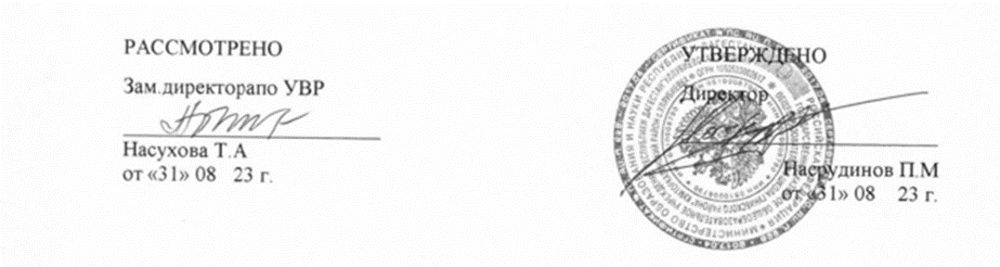 РАССМОТРЕНО
Зам.директорапо УВР
Насухова Т.А
от «31» 08 23 г.
УТВЕРЖДЕНО
Директор
Насрудинов П.М
от «31» 08 23 г.